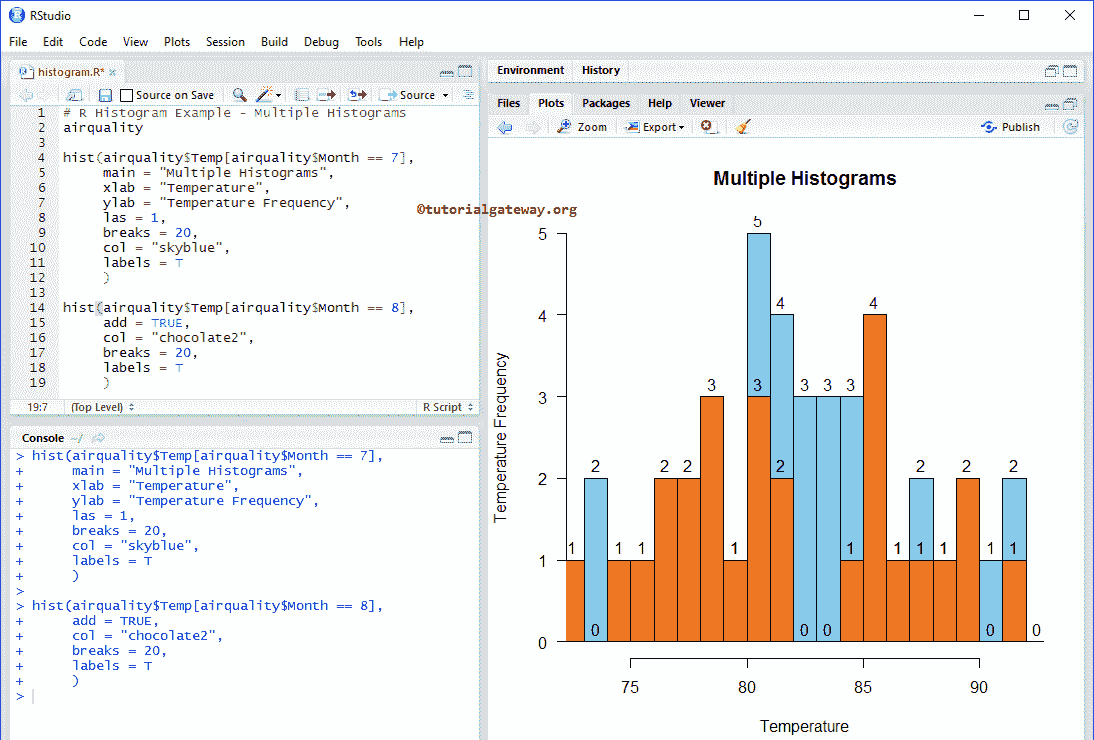 RStudio
File Edit Code View Plots Session Build Debug Tools Help
histogram.R* ×
Source on Save Source
1 # R Histogram Example - Multiple Histograms
2 airquality
3
4 hist(airquality$Temp[airquality$Month == 7],
5 main = "Multiple Histograms",
6 xlab = "Temperature",
7 ylab = "Temperature Frequency",
8 las = 1,
9 breaks = 20,
10 col = "skyblue",
11 labels = T
12 )
13
14 hist(airquality$Temp[airquality$Month == 8],
15 add = TRUE,
16 col = "chocolate2",
17 breaks = 20,
18 labels = T
19 )
19:7 (Top Level) R Script
Console ~/
> hist(airquality$Temp[airquality$Month == 7],
+ main = "Multiple Histograms",
+ xlab = "Temperature",
+ ylab = "Temperature Frequency",
+ las = 1,
+ breaks = 20,
+ col = "skyblue",
+ labels = T
+ )
>
> hist(airquality$Temp[airquality$Month == 8],
+ add = TRUE,
+ col = "chocolate2",
+ breaks = 20,
+ labels = T
+ )
>
Environment History
Files Plots Packages Help Viewer
Zoom Export Publish
©tutorialgateway.org
Multiple Histograms
Temperature Frequency
5
4
3
2
1
0
5
4 4
3 3 3 3 3
2 2 2 2 2 2 2
1 1 1 1 1 1 1 1 1 1 1
0 0 0 0 0
75 80 85 90
Temperature